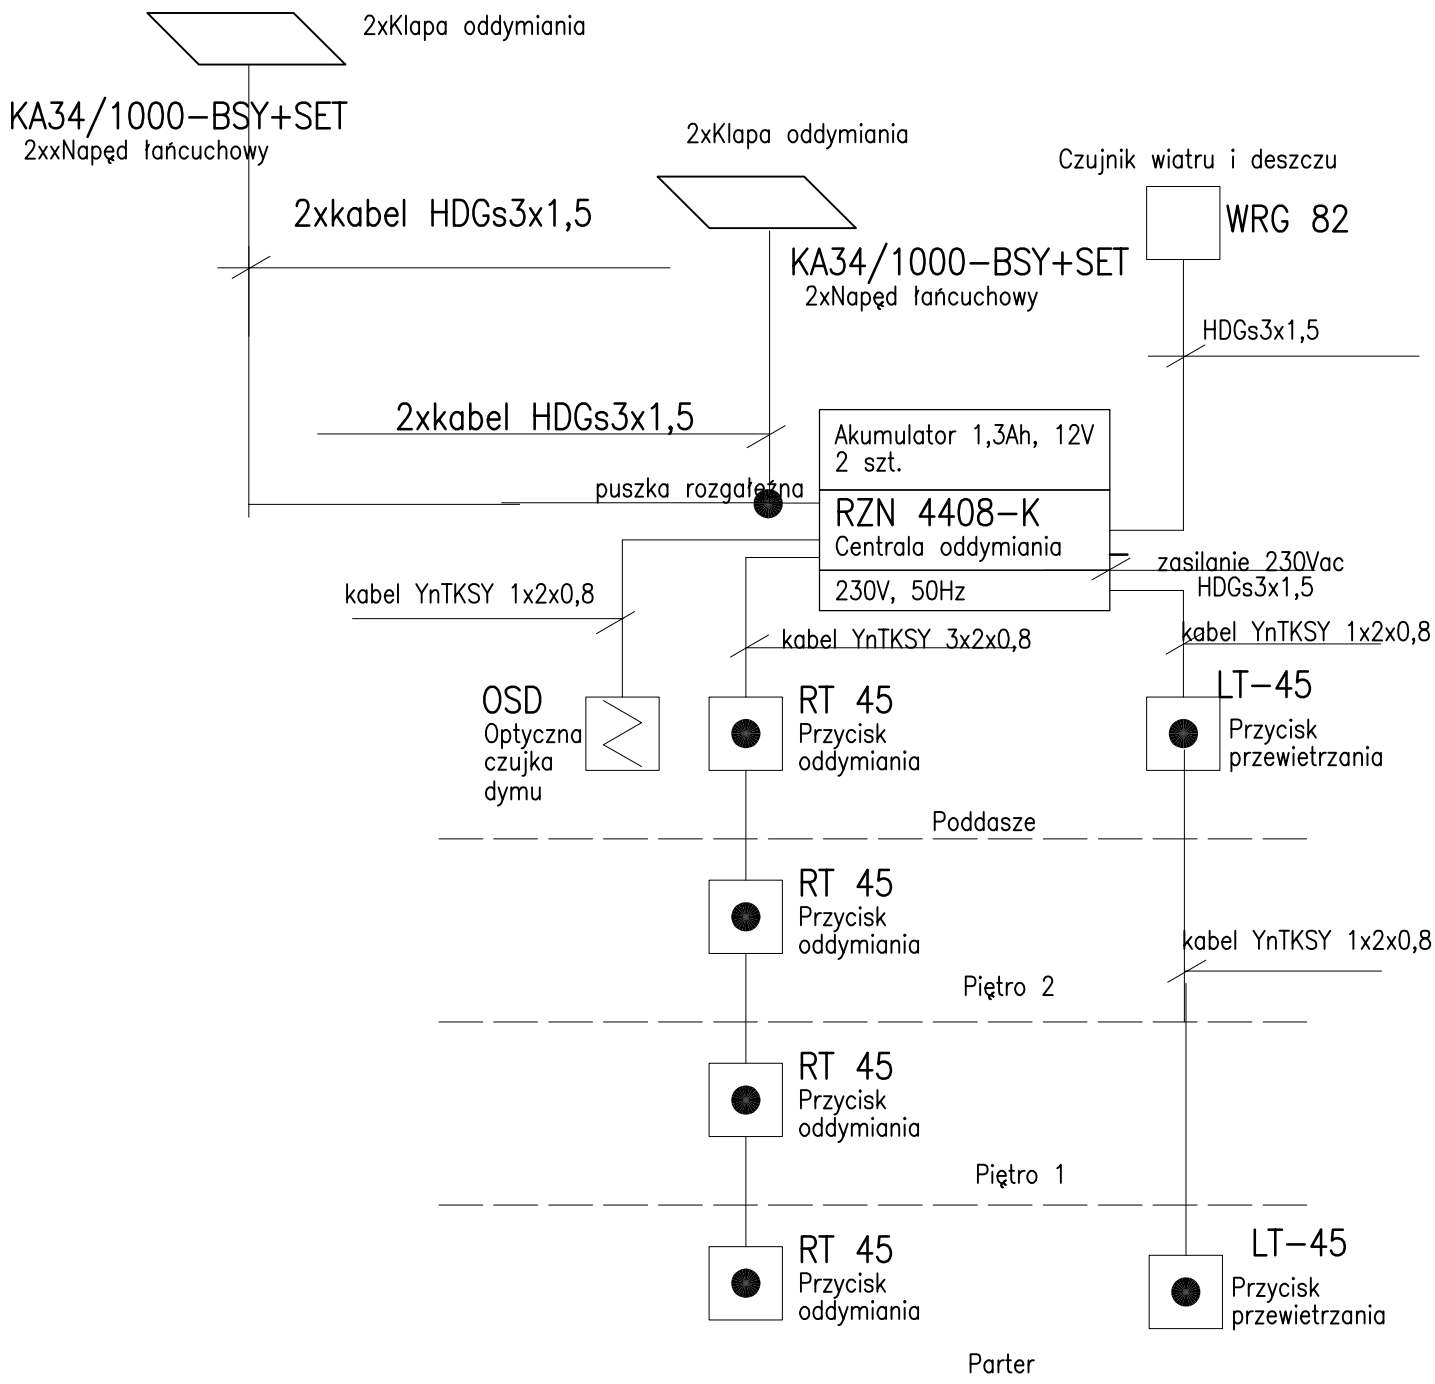 2xKlapa oddymiania
KA34/1000-BSY+SET
2xxNapęd łańcuchowy
2xKlapa oddymiania
Czujnik wiatru i deszczu
2xkabel HDGs3x1,5
WRG 82
KA34/1000-BSY+SET
2xNapęd łańcuchowy
HDGs3x1,5
2xkabel HDGs3x1,5
Akumulator 1,3Ah, 12V
2 szt.
puszka rozgałeźna
RZN 4408-K
Centrala oddymiania
zasilanie 230Vac
HDGs3x1,5
230V, 50Hz
kabel YnTKSY 1x2x0,8
kabel YnTKSY 3x2x0,8
kabel YnTKSY 1x2x0,8
OSD
Optyczna
czujka
dymu
RT 45
Przycisk
oddymiania
LT-45
Przycisk
przewietrzania
Poddasze
RT 45
Przycisk
oddymiania
kabel YnTKSY 1x2x0,8
Piętro 2
RT 45
Przycisk
oddymiania
Piętro 1
RT 45
Przycisk
oddymiania
LT-45
Przycisk
przewietrzania
Parter